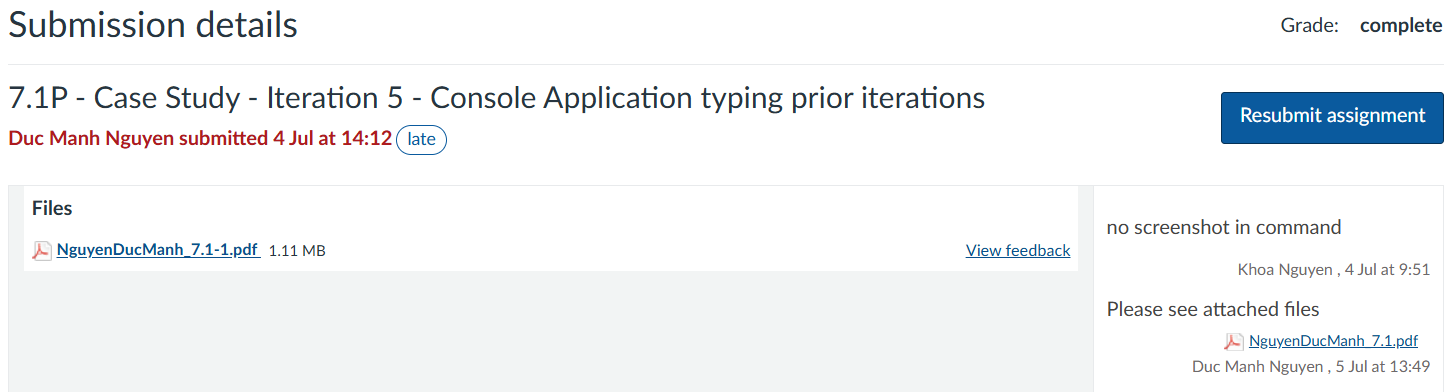 Submission details
Grade: complete
7.1P - Case Study - Iteration 5 - Console Application typing prior iterations
Duc Manh Nguyen submitted 4 Jul at 14:12 late
Resubmit assignment
Files
NguyenDucManh_7.1-1.pdf 1.11 MB View feedback
no screenshot in command
Khoa Nguyen , 4 Jul at 9:51
Please see attached files
NguyenDucManh_7.1.pdf
Duc Manh Nguyen , 5 Jul at 13:49